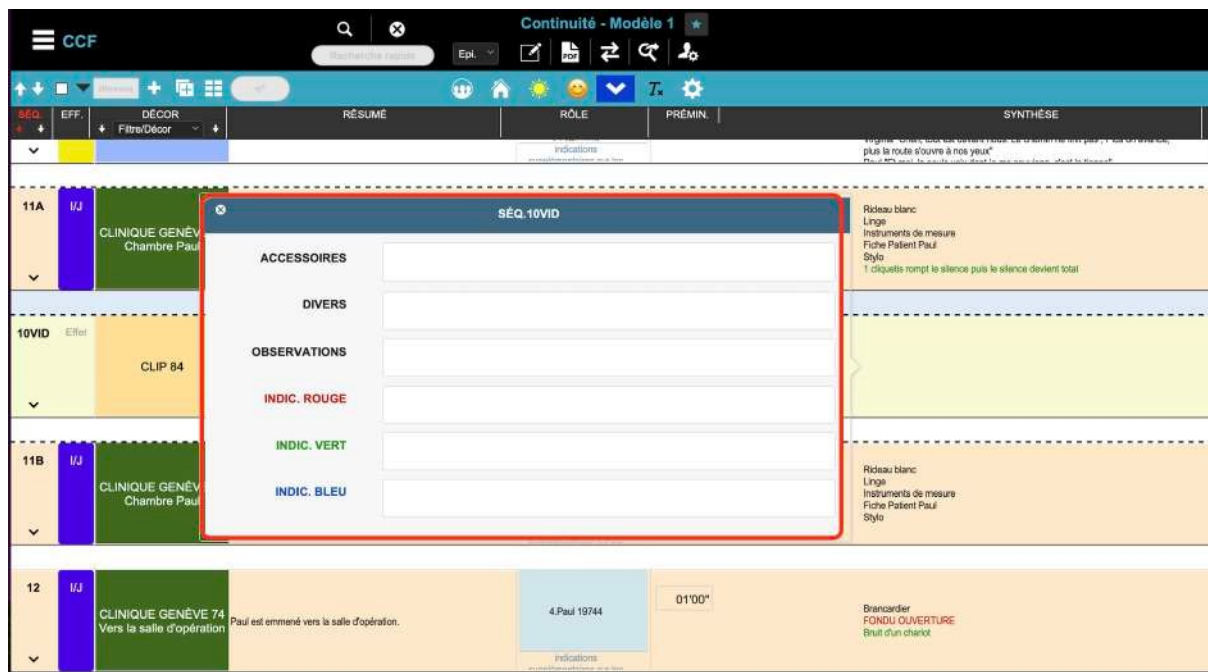 Continuité - Modèle 1
CCF
Recherche rapide
Epi.
PDF
SÉQ.
EFF.
DÉCOR
Filtre/Décor
RÉSUMÉ
RÔLE
PRÉMIN.
SYNTHÈSE
indications
plus la route s'ouvre à nos yeux"
11A
I/J
CLINIQUE GENÈV
Chambre Paul
Rideau blanc
Linge
Instruments de mesure
Fiche Patient Paul
Stylo
1 cliquetis rompt le silence puis le silence devient total
SÉQ.10VID
ACCESSOIRES
DIVERS
OBSERVATIONS
INDIC. ROUGE
INDIC. VERT
INDIC. BLEU
10VID
Effet
CLIP 84
11B
I/J
CLINIQUE GENÈV
Chambre Paul
Rideau blanc
Linge
Instruments de mesure
Fiche Patient Paul
Stylo
12
I/J
CLINIQUE GENÈVE 74
Vers la salle d'opération
Paul est emmené vers la salle d'opération.
4.Paul 19744
indications
01'00"
Brancardier
FONDU OUVERTURE
Bruit d'un chariot